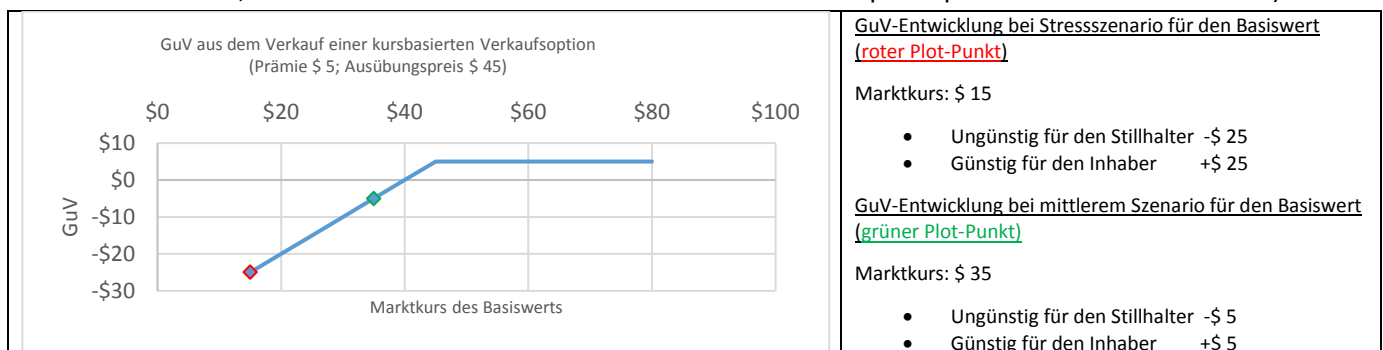 GuV aus dem Verkauf einer kursbasierten Verkaufsoption
(Prämie $ 5; Ausübungspreis $ 45)
$0 $20 $40 $60 $80 $100
$10
$0
-$10
-$20
-$30
GuV
Marktkurs des Basiswerts
GuV-Entwicklung bei Stressszenario für den Basiswert
(roter Plot-Punkt)
Marktkurs: $ 15
• Ungünstig für den Stillhalter -$ 25
• Günstig für den Inhaber +$ 25
GuV-Entwicklung bei mittlerem Szenario für den Basiswert
(grüner Plot-Punkt)
Marktkurs: $ 35
• Ungünstig für den Stillhalter -$ 5
• Günstig für den Inhaber +$ 5